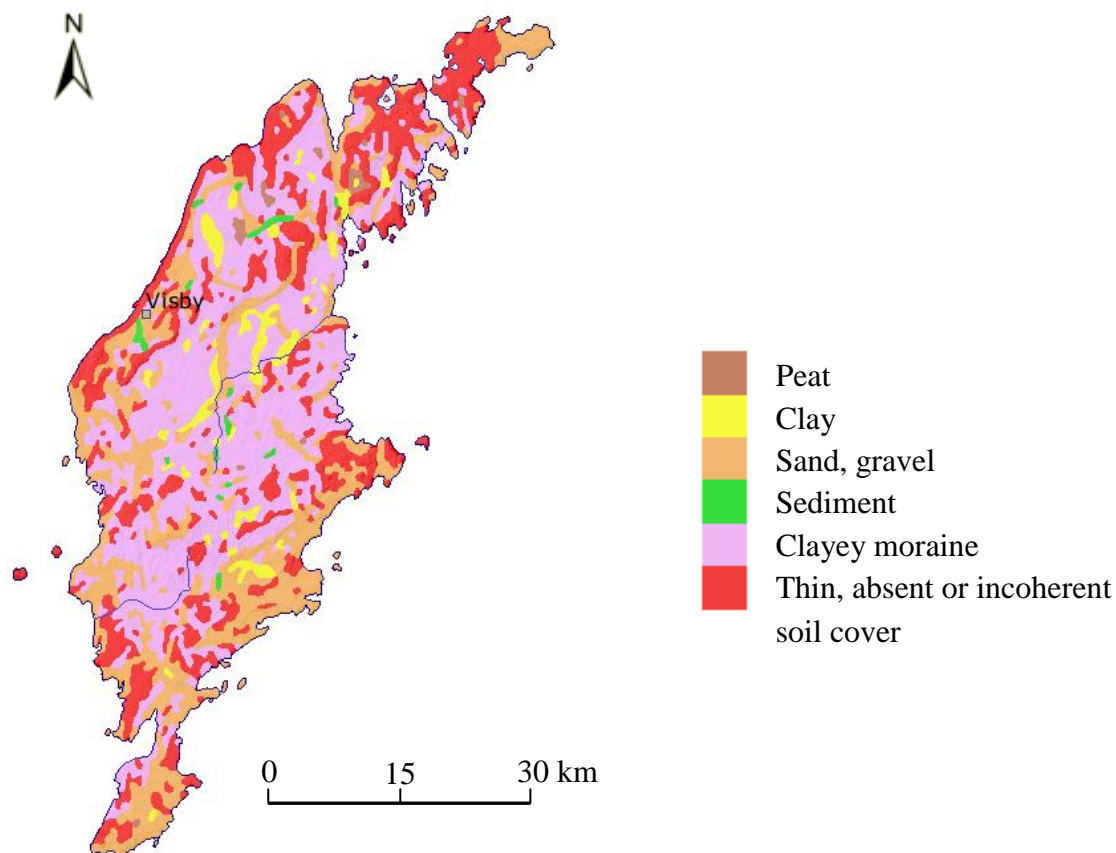 N
Visby
Peat
Clay
Sand, gravel
Sediment
Clayey moraine
Thin, absent or incoherent
soil cover
0 15 30 km